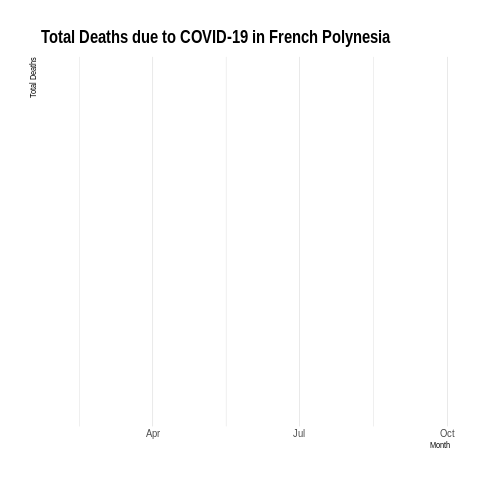 Total Deaths due to COVID-19 in French Polynesia
Total Deaths
Apr Jul Oct
Month